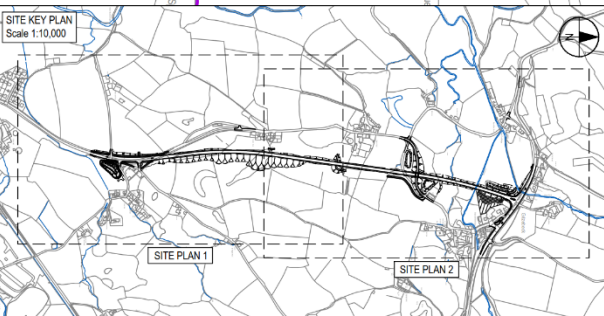 SITE KEY PLAN
Scale 1:10,000
N
SITE PLAN 1
SITE PLAN 2